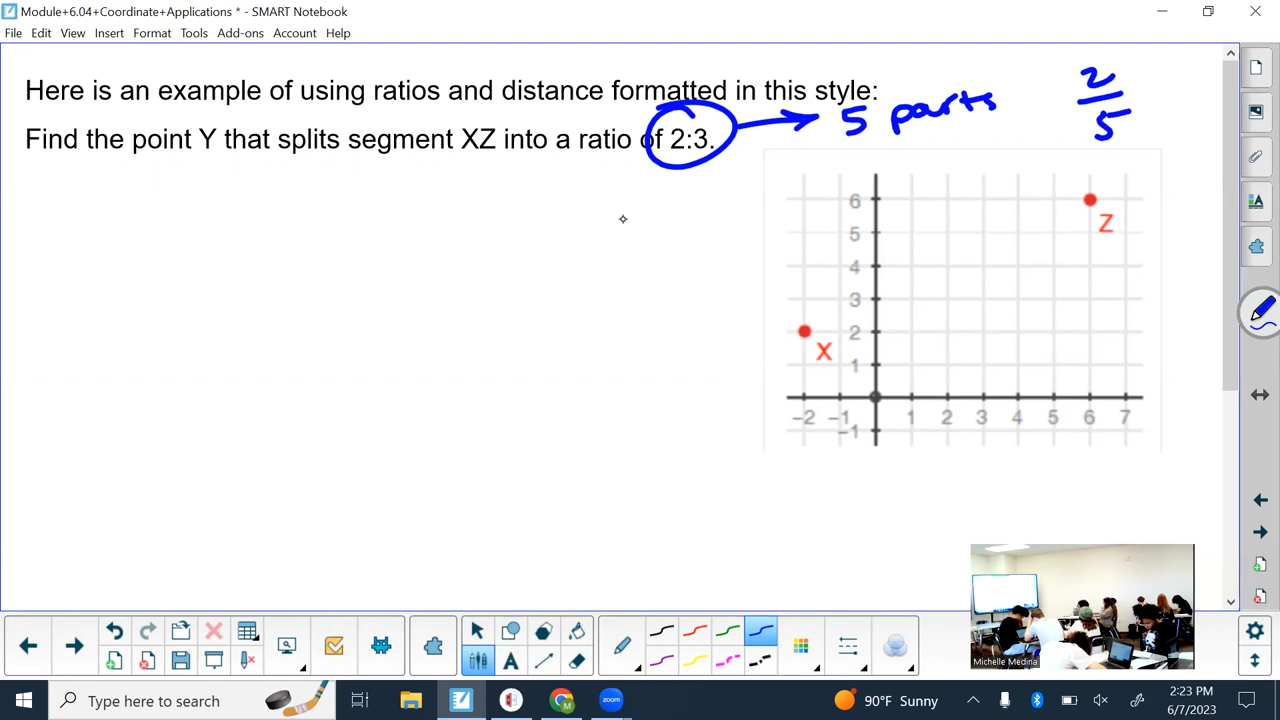 Module+6.04+Coordinate+Applications * - SMART Notebook
File Edit View Insert Format Tools Add-ons Account Help
Here is an example of using ratios and distance formatted in this style:
Find the point Y that splits segment XZ into a ratio of 2:3.
5 parts
2
5
6
5
4
3
2
1
-1
Z
X
-2 -1 1 2 3 4 5 6 7
Michelle Medina
A
Type here to search
zoom
M
90°F Sunny
2:23 PM
6/7/2023